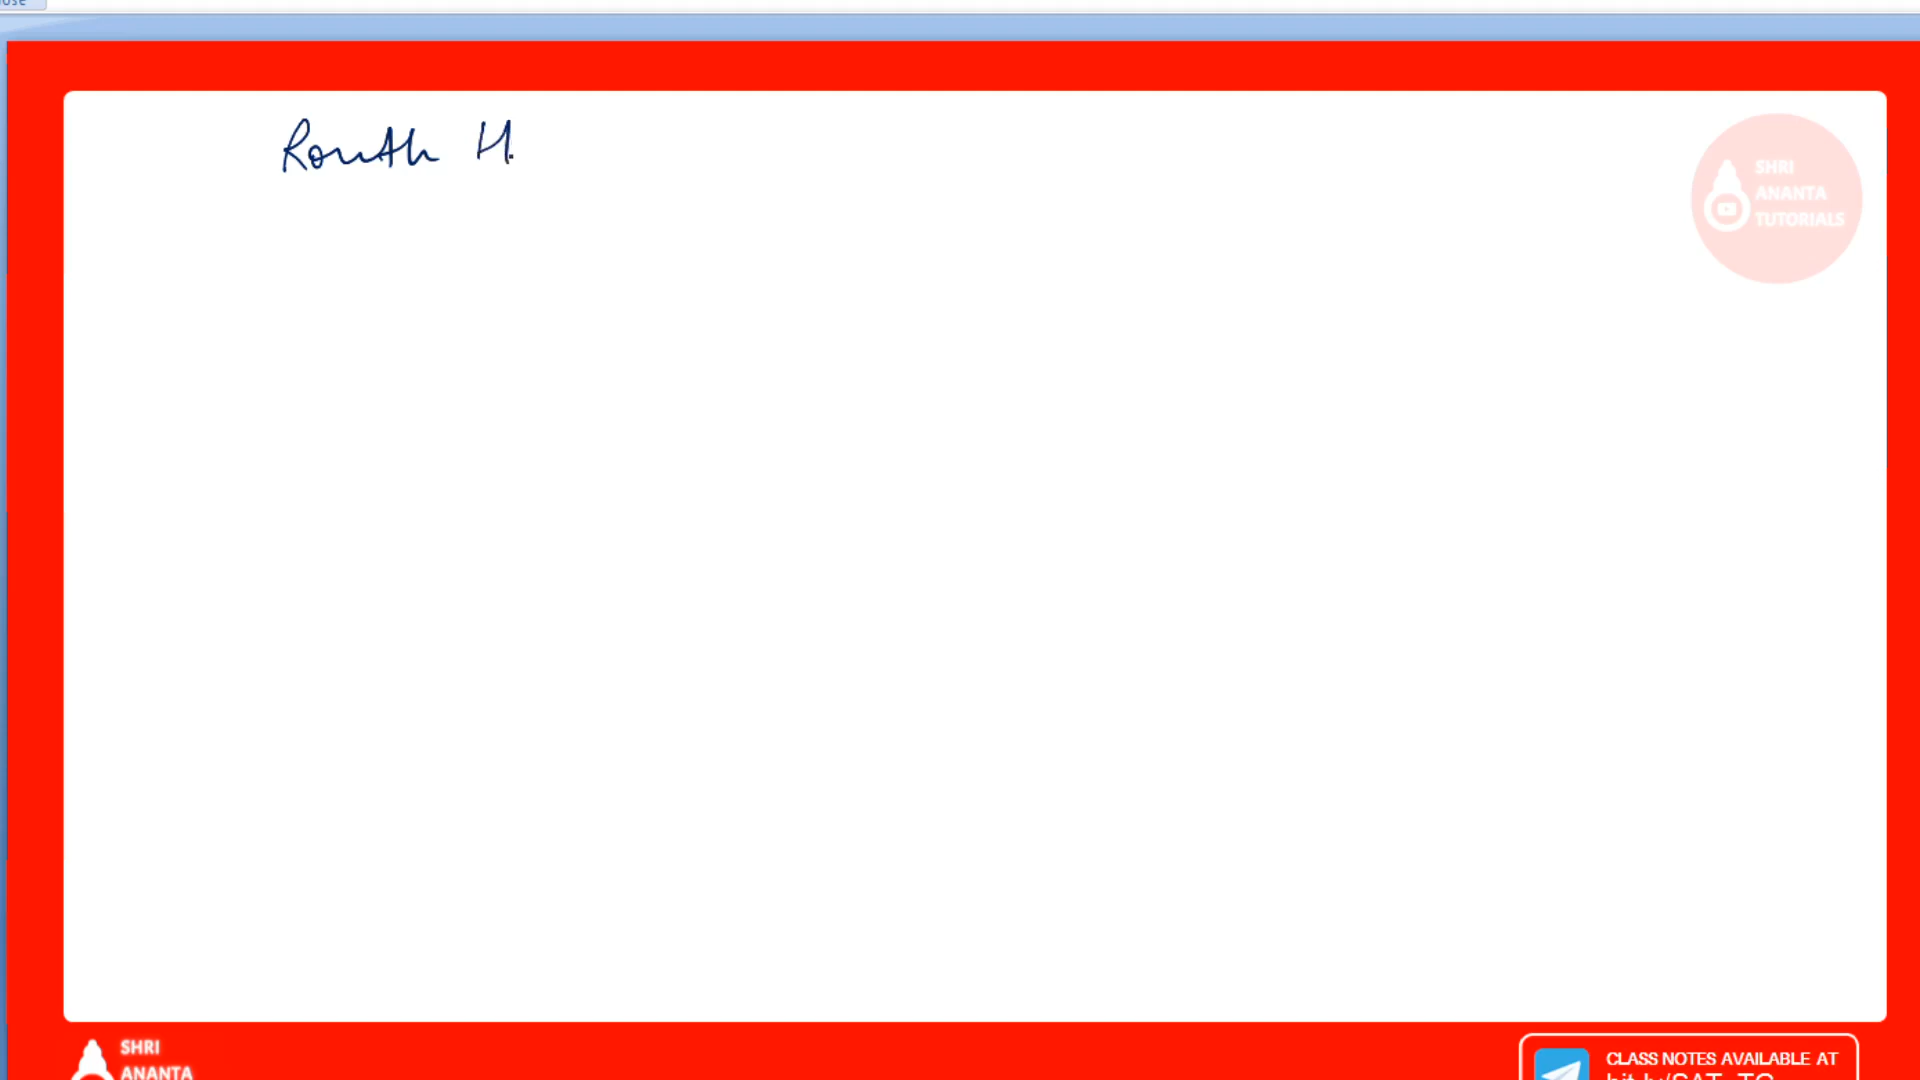 Routh H
SHRI
ANANTA
TUTORIALS
SHRI
ANANTA
CLASS NOTES AVAILABLE AT